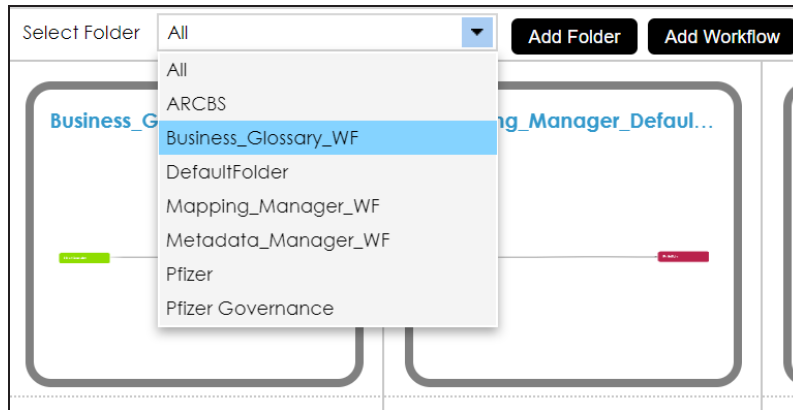 Select Folder All Add Folder Add Workflow
All
ARCBS
Business_G ng_Manager_Defaul...
Business_Glossary_WF
DefaultFolder
Mapping_Manager_WF
Metadata_Manager_WF
Pfizer
Pfizer Governance